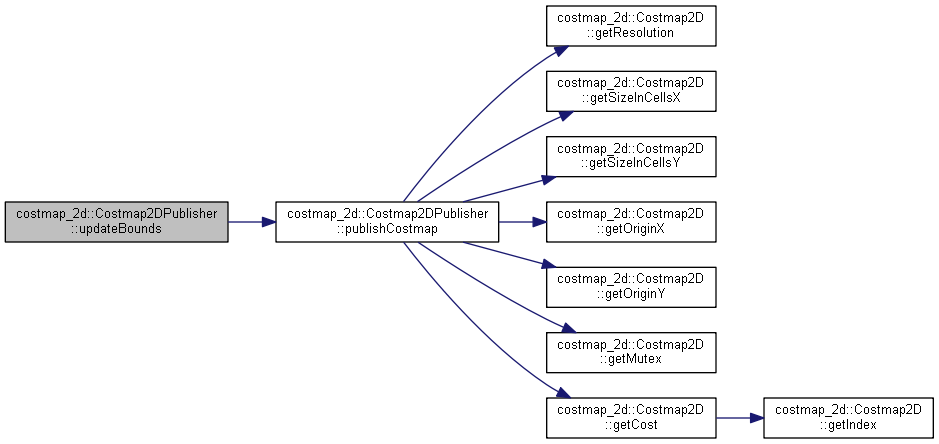 costmap_2d::Costmap2DPublisher
::updateBounds
costmap_2d::Costmap2DPublisher
::publishCostmap
costmap_2d::Costmap2D
::getResolution
costmap_2d::Costmap2D
::getSizeInCellsX
costmap_2d::Costmap2D
::getSizeInCellsY
costmap_2d::Costmap2D
::getOriginX
costmap_2d::Costmap2D
::getOriginY
costmap_2d::Costmap2D
::getMutex
costmap_2d::Costmap2D
::getCost
costmap_2d::Costmap2D
::getIndex